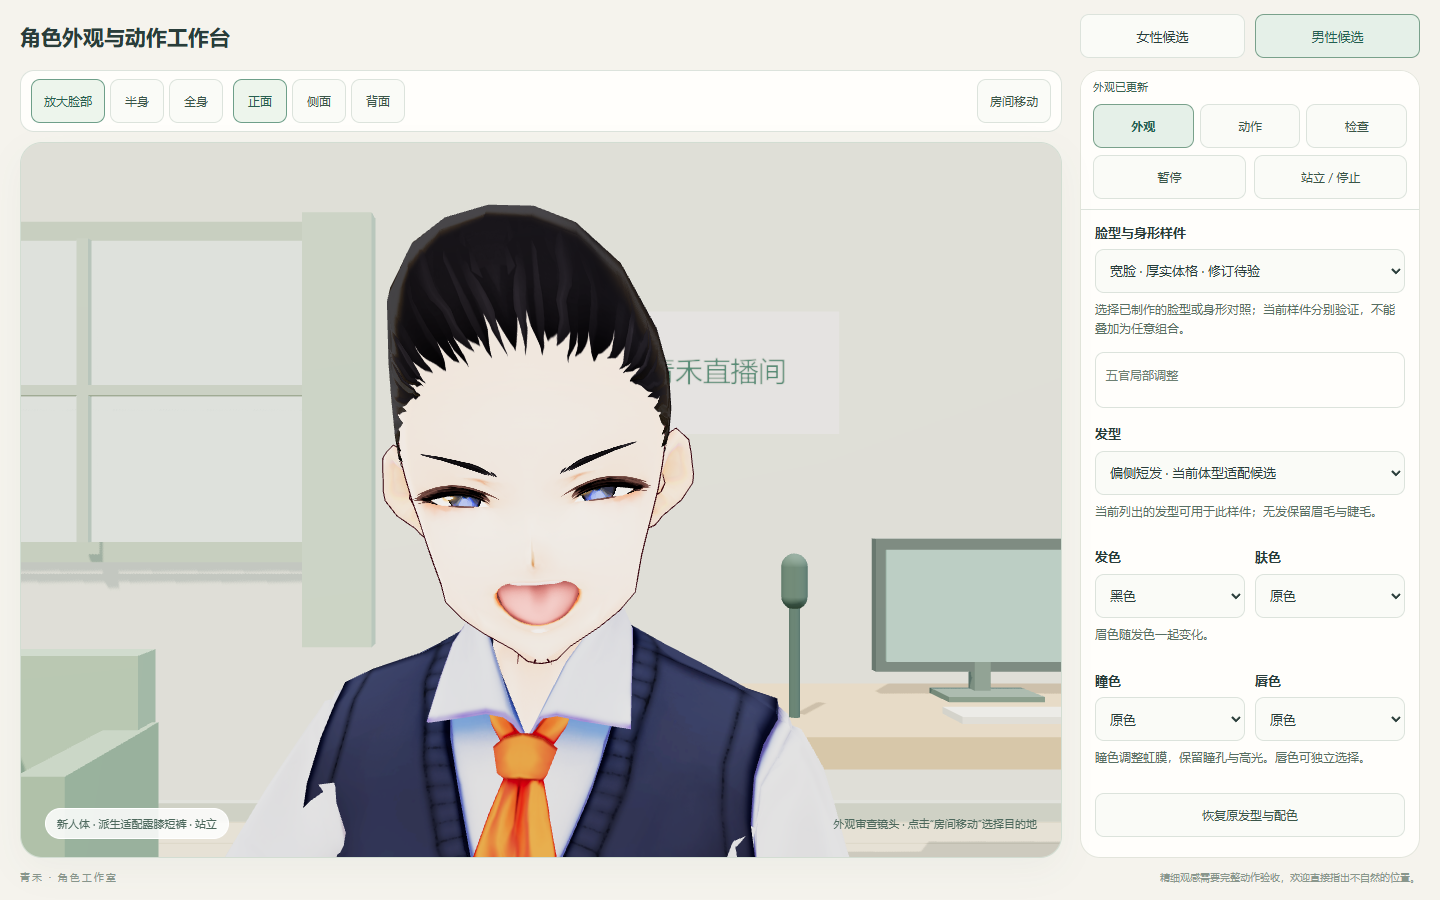 角色外观与动作工作台
女性候选
男性候选
放大脸部
半身
全身
正面
侧面
背面
房间移动
禾直播间
新人体 · 派生适配露膝短裤 · 站立
外观审查镜头 · 点击“房间移动”选择目的地
外观已更新
外观
动作
检查
暂停
站立 / 停止
脸型与身形样件
宽脸 · 厚实体格 · 修订待验
选择已制作的脸型或身形对照；当前样件分别验证，不能
叠加为任意组合。
五官局部调整
发型
偏侧短发 · 当前体型适配候选
当前列出的发型可用于此样件；无发保留眉毛与睫毛。
发色
肤色
黑色
原色
眉色随发色一起变化。
瞳色
唇色
原色
原色
瞳色调整虹膜，保留瞳孔与高光。唇色可独立选择。
恢复原发型与配色
青禾 · 角色工作室
精细观感需要完整动作验收，欢迎直接指出不自然的位置。